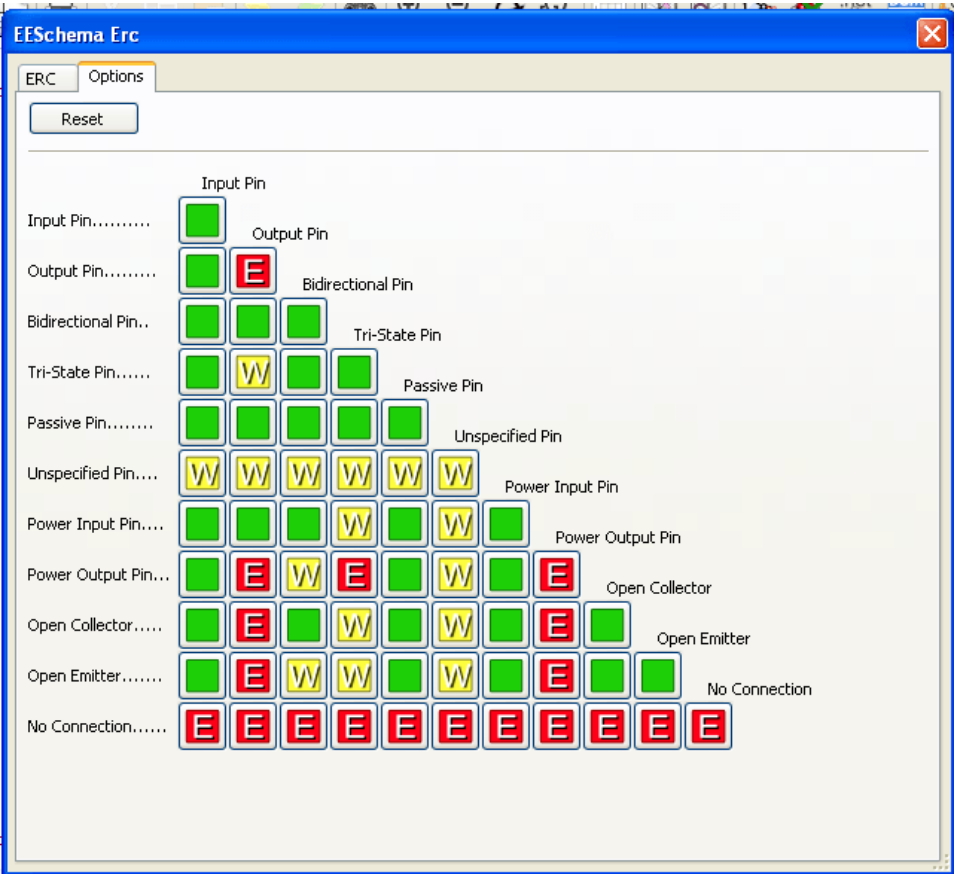 EESchema Erc
ERC Options
Reset
Input Pin
Input Pin..........
Output Pin
Output Pin......... E
Bidirectional Pin
Bidirectional Pin..
Tri-State Pin
Tri-State Pin...... W
Passive Pin
Passive Pin........
Unspecified Pin
Unspecified Pin.... W W W W W W
Power Input Pin
Power Input Pin.... W W
Power Output Pin
Power Output Pin... E W E W E
Open Collector
Open Collector..... E W W E
Open Emitter
Open Emitter....... E W W W E
No Connection
No Connection...... E E E E E E E E E E E